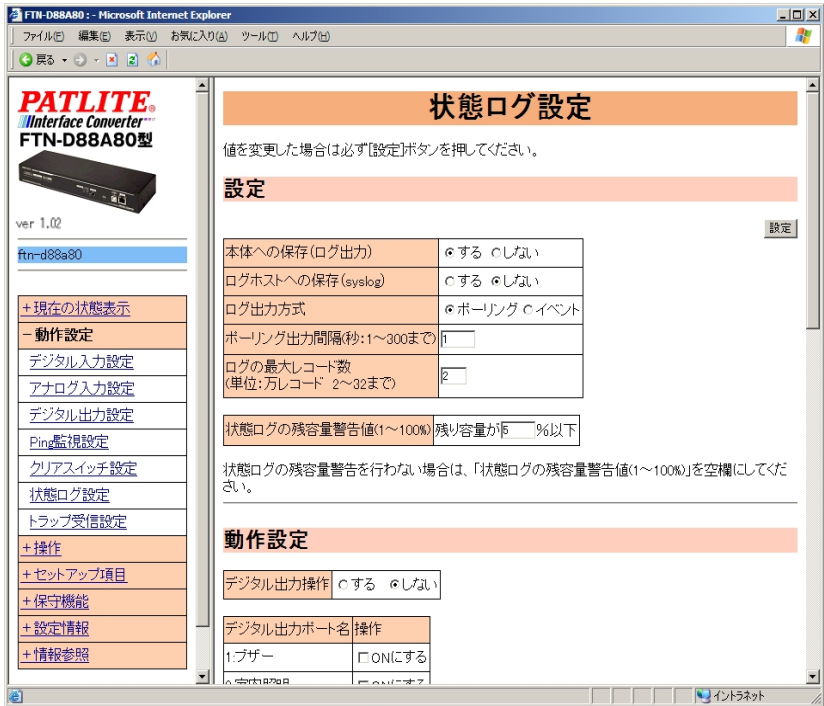 FTN-D88A80 : - Microsoft Internet Explorer
ファイル(F) 編集(E) 表示(V) お気に入り(A) ツール(T) ヘルプ(H)
戻る
PATLITE®
Interface Converter
FTN-D88A80型
ver 1.02
ftn-d88a80
+現在の状態表示
－動作設定
デジタル入力設定
アナログ入力設定
デジタル出力設定
Ping監視設定
クリアスイッチ設定
状態ログ設定
トラップ受信設定
+操作
+セットアップ項目
+保守機能
+設定情報
+情報参照
状態ログ設定
値を変更した場合は必ず[設定]ボタンを押してください。
設定
設定
本体への保存(ログ出力) する しない
ログホストへの保存(syslog) する しない
ログ出力方式 ポーリング イベント
ポーリング出力間隔(秒:1～300まで) 1
ログの最大レコード数
(単位:万レコード 2～32まで) 2
状態ログの残容量警告値(1～100%) 残り容量が 5 %以下
状態ログの残容量警告を行わない場合は、「状態ログの残容量警告値(1～100%)」を空欄にしてくだ
さい。
動作設定
デジタル出力操作 する しない
デジタル出力ポート名 操作
1:ブザー ONにする
イントラネット